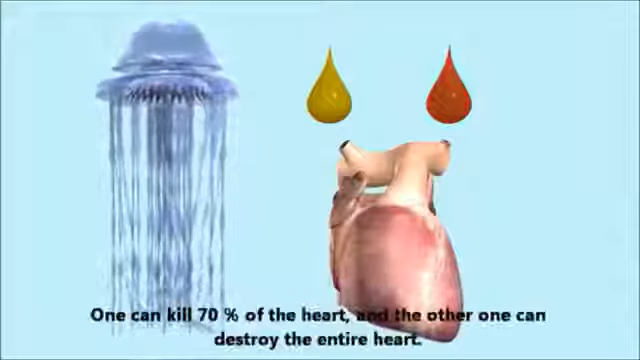 One can kill 70 % of the heart, and the other one can
destroy the entire heart.